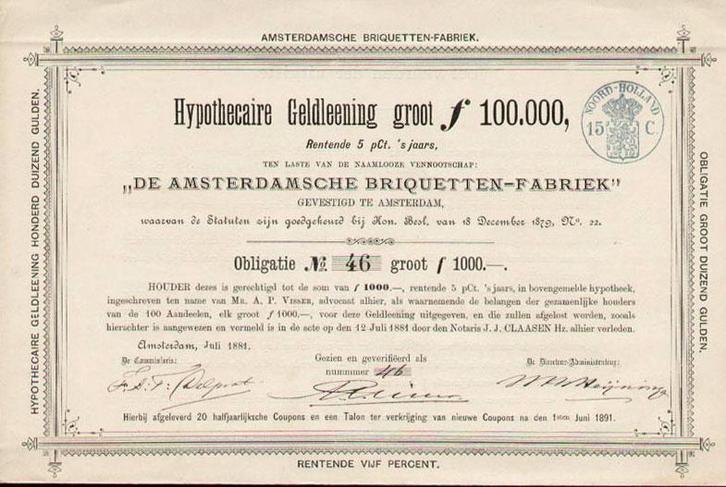 AMSTERDAMSCHE BRIQUETTEN-FABRIEK.
HYPOTHECAIRE GELDLEENING HONDERD DUIZEND GULDEN.
Hypothecaire Geldleening groot ƒ 100.000,
NOORD-HOLLAND
15 C.
Rentende 5 pCt. 's jaars,
TEN LASTE VAN DE NAAMLOOZE VENNOOTSCHAP:
„DE AMSTERDAMSCHE BRIQUETTEN-FABRIEK"
GEVESTIGD TE AMSTERDAM,
waarvan de Statuten zijn goedgekeurd bij Kon. Besl. van 18 December 1879, No. 22.
Obligatie No. 46 groot ƒ 1000.—.
HOUDER dezes is gerechtigd tot de som van ƒ 1000.—, rentende 5 pCt. 's jaars, in bovengemelde hypotheek,
ingeschreven ten name van MR. A. P. VISSER, advocaat alhier, als waarnemende de belangen der gezamenlijke houders
van de 100 Aandeelen, elk groot ƒ 1000.—, voor deze Geldleening uitgegeven, en die zullen afgelost worden, zooals
hierachter is aangewezen en vermeld is in de acte op den 12 Juli 1881 door den Notaris J. J. CLAASEN Hz. alhier verleden.
Amsterdam, Juli 1881.
De Commissaris:
Gezien en geverifiëerd als
nummer 46
De Directeur-Administrateur:
Hierbij afgeleverd 20 halfjaarlijksche Coupons en een Talon ter verkrijging van nieuwe Coupons na den 1sten Juni 1891.
RENTENDE VIJF PERCENT.
OBLIGATIE GROOT DUIZEND GULDEN.